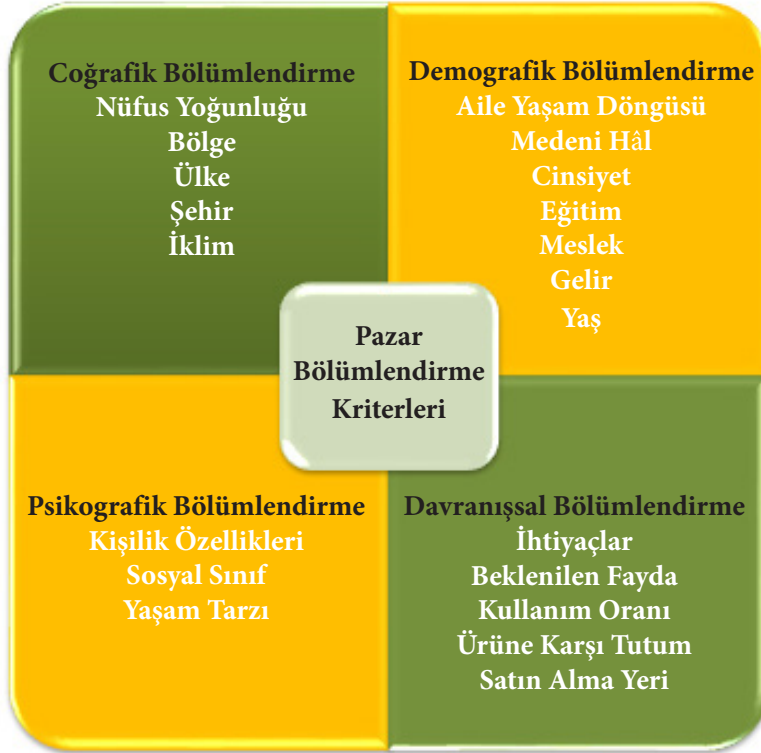 Coğrafik Bölümlendirme
Nüfus Yoğunluğu
Bölge
Ülke
Şehir
İklim
Demografik Bölümlendirme
Aile Yaşam Döngüsü
Medeni Hâl
Cinsiyet
Eğitim
Meslek
Gelir
Yaş
Pazar
Bölümlendirme
Kriterleri
Psikografik Bölümlendirme
Kişilik Özellikleri
Sosyal Sınıf
Yaşam Tarzı
Davranışsal Bölümlendirme
İhtiyaçlar
Beklenilen Fayda
Kullanım Oranı
Ürüne Karşı Tutum
Satın Alma Yeri